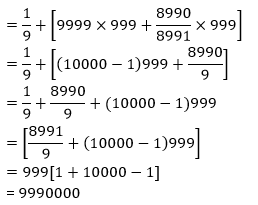 = 1/9 + [9999 × 999 + 8990/8991 × 999]
= 1/9 + [(10000 − 1)999 + 8990/9]
= 1/9 + 8990/9 + (10000 − 1)999
= [8991/9 + (10000 − 1)999]
= 999[1 + 10000 − 1]
= 9990000